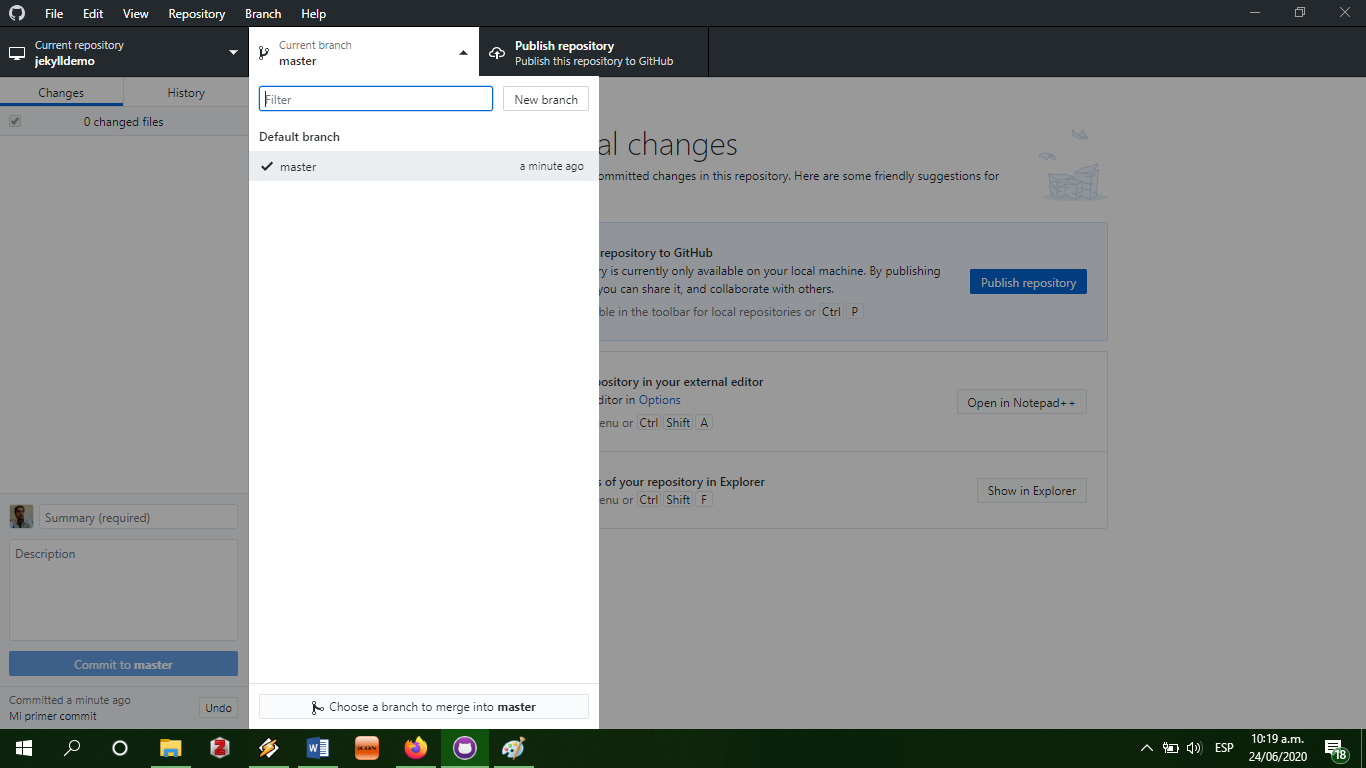 File Edit View Repository Branch Help
Current repository
jekylldemo
Current branch
master
Publish repository
Publish this repository to GitHub
Changes History
0 changed files
Filter
New branch
Default branch
master a minute ago
al changes
committed changes in this repository. Here are some friendly suggestions for
repository to GitHub
ry is currently only available on your local machine. By publishing
you can share it, and collaborate with others.
ble in the toolbar for local repositories or Ctrl P
Publish repository
pository in your external editor
ditor in Options
enu or Ctrl Shift A
Open in Notepad++
s of your repository in Explorer
enu or Ctrl Shift F
Show in Explorer
Summary (required)
Description
Commit to master
Committed a minute ago
Mi primer commit
Undo
Choose a branch to merge into master
ICON
W
Z
ESP
10:19 a.m.
24/06/2020
18